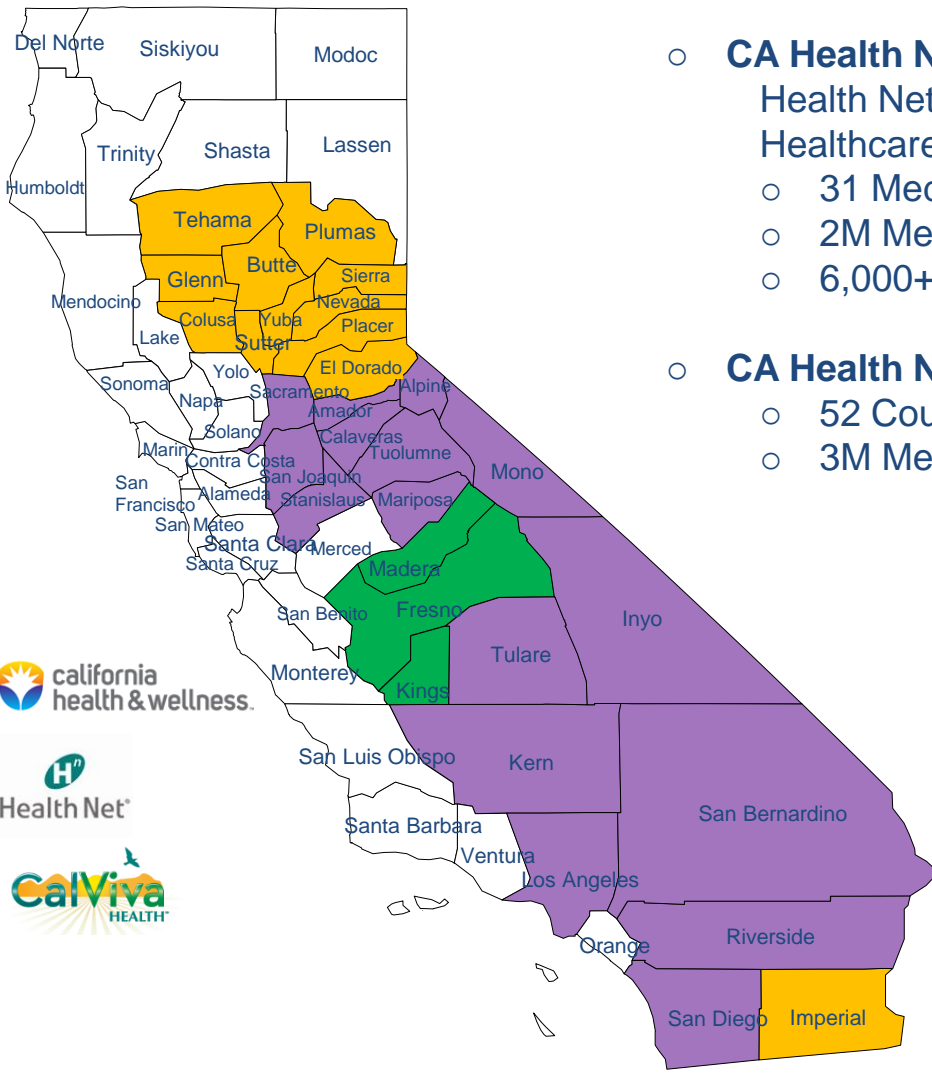 Del Norte
Siskiyou
Modoc
Humboldt
Trinity
Shasta
Lassen
Tehama
Plumas
Mendocino
Glenn
Butte
Sierra
Nevada
Colusa
Yuba
Placer
Lake
Sutter
El Dorado
Sonoma
Yolo
Napa
Sacramento
Alpine
Solano
Amador
Marin
Contra Costa
Calaveras
Tuolumne
San Joaquin
Mono
San
Francisco
Alameda
Stanislaus
Mariposa
San Mateo
Santa Clara
Merced
Santa Cruz
Madera
San Benito
Fresno
Inyo
Monterey
Tulare
Kings
San Luis Obispo
Kern
Santa Barbara
San Bernardino
Ventura
Los Angeles
Orange
Riverside
San Diego
Imperial
california
health & wellness.
Hn
Health Net®
CalViva
HEALTH™
○ CA Health N
Health Net
Healthcare
○ 31 Med
○ 2M Me
○ 6,000+
○ CA Health N
○ 52 Cou
○ 3M Me